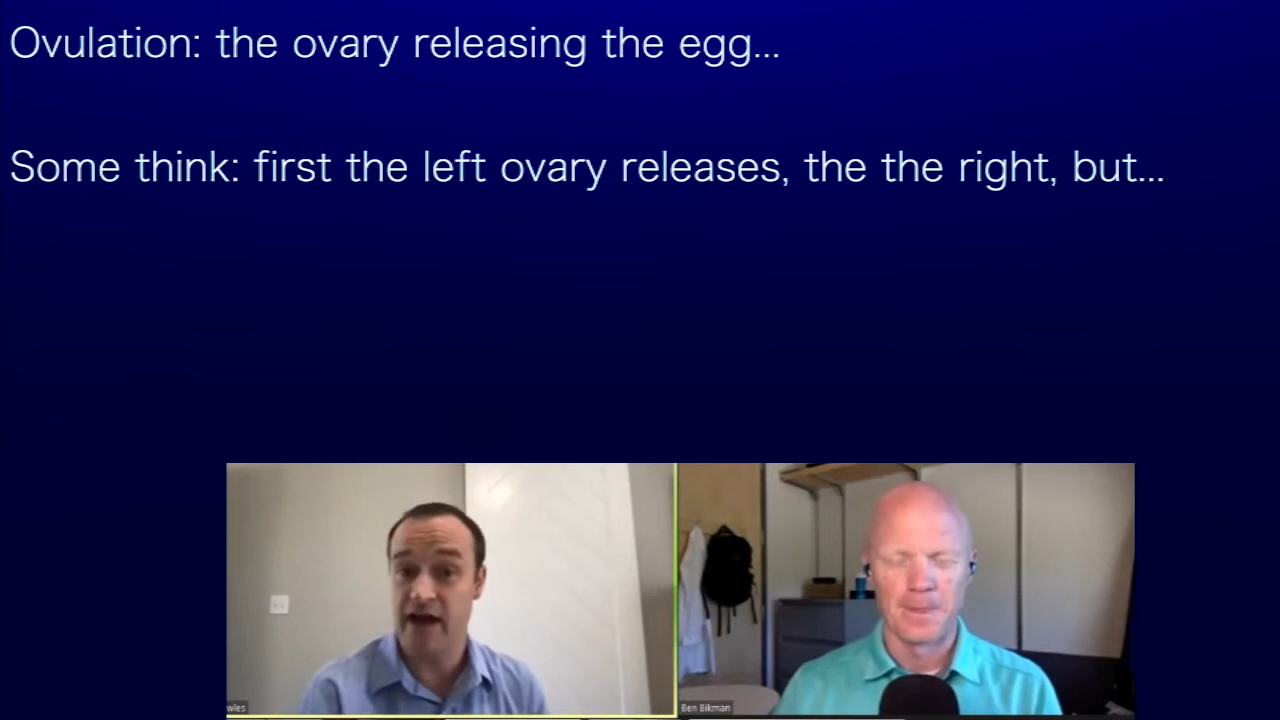 Ovulation: the ovary releasing the egg...
Some think: first the left ovary releases, the the right, but...
wles
Ben Bikman